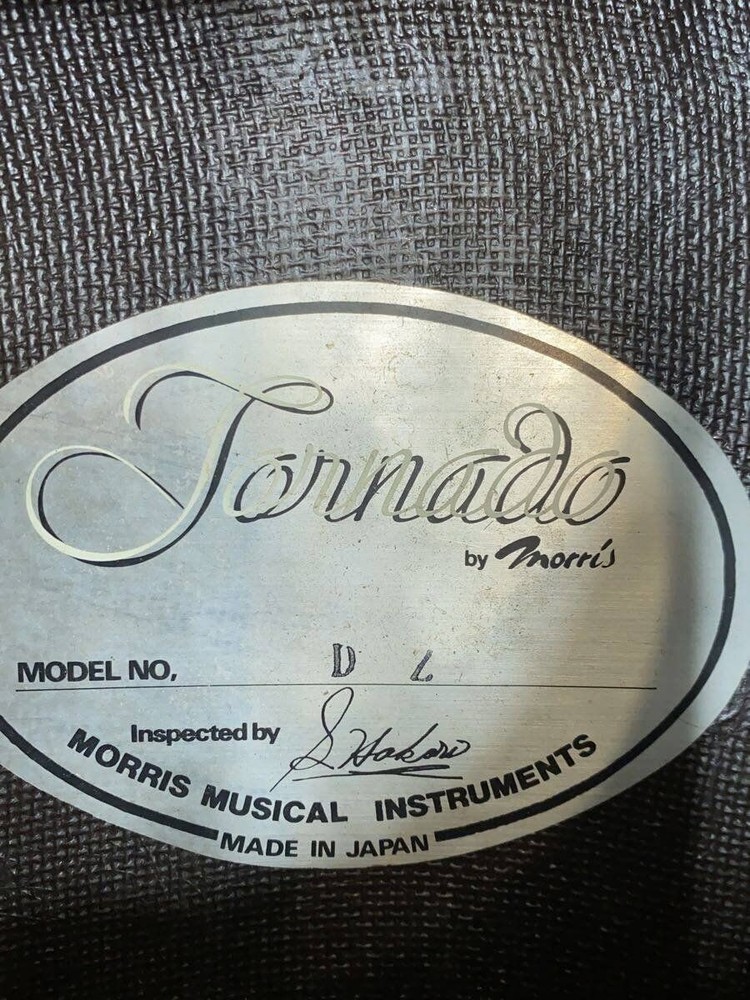 Tornado
by Morris
MODEL NO, D L
Inspected by
MORRIS MUSICAL INSTRUMENTS
MADE IN JAPAN